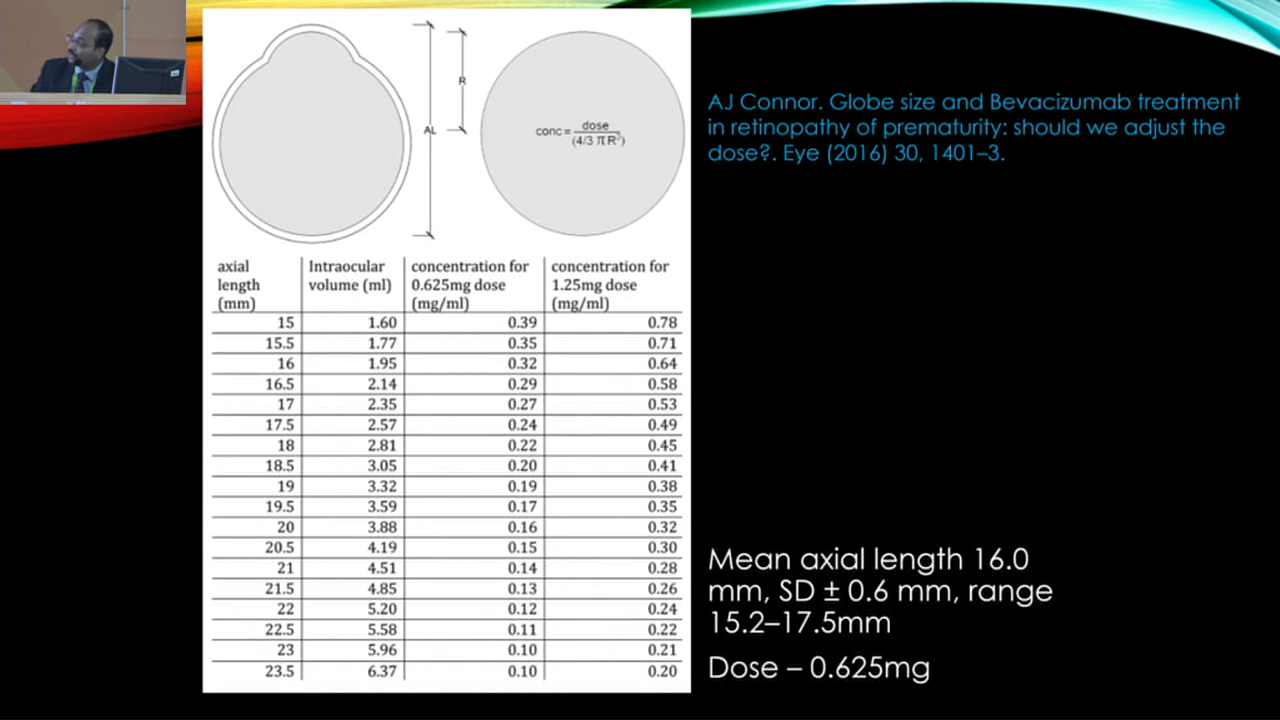 AL
R
conc = dose
(4/3 π R³)
AJ Connor. Globe size and Bevacizumab treatment
in retinopathy of prematurity: should we adjust the
dose?. Eye (2016) 30, 1401–3.
axial length (mm) Intraocular volume (ml) concentration for 0.625mg dose (mg/ml) concentration for 1.25mg dose (mg/ml)
15 1.60 0.39 0.78
15.5 1.77 0.35 0.71
16 1.95 0.32 0.64
16.5 2.14 0.29 0.58
17 2.35 0.27 0.53
17.5 2.57 0.24 0.49
18 2.81 0.22 0.45
18.5 3.05 0.20 0.41
19 3.32 0.19 0.38
19.5 3.59 0.17 0.35
20 3.88 0.16 0.32
20.5 4.19 0.15 0.30
21 4.51 0.14 0.28
21.5 4.85 0.13 0.26
22 5.20 0.12 0.24
22.5 5.58 0.11 0.22
23 5.96 0.10 0.21
23.5 6.37 0.10 0.20
Mean axial length 16.0
mm, SD ± 0.6 mm, range
15.2–17.5mm
Dose – 0.625mg